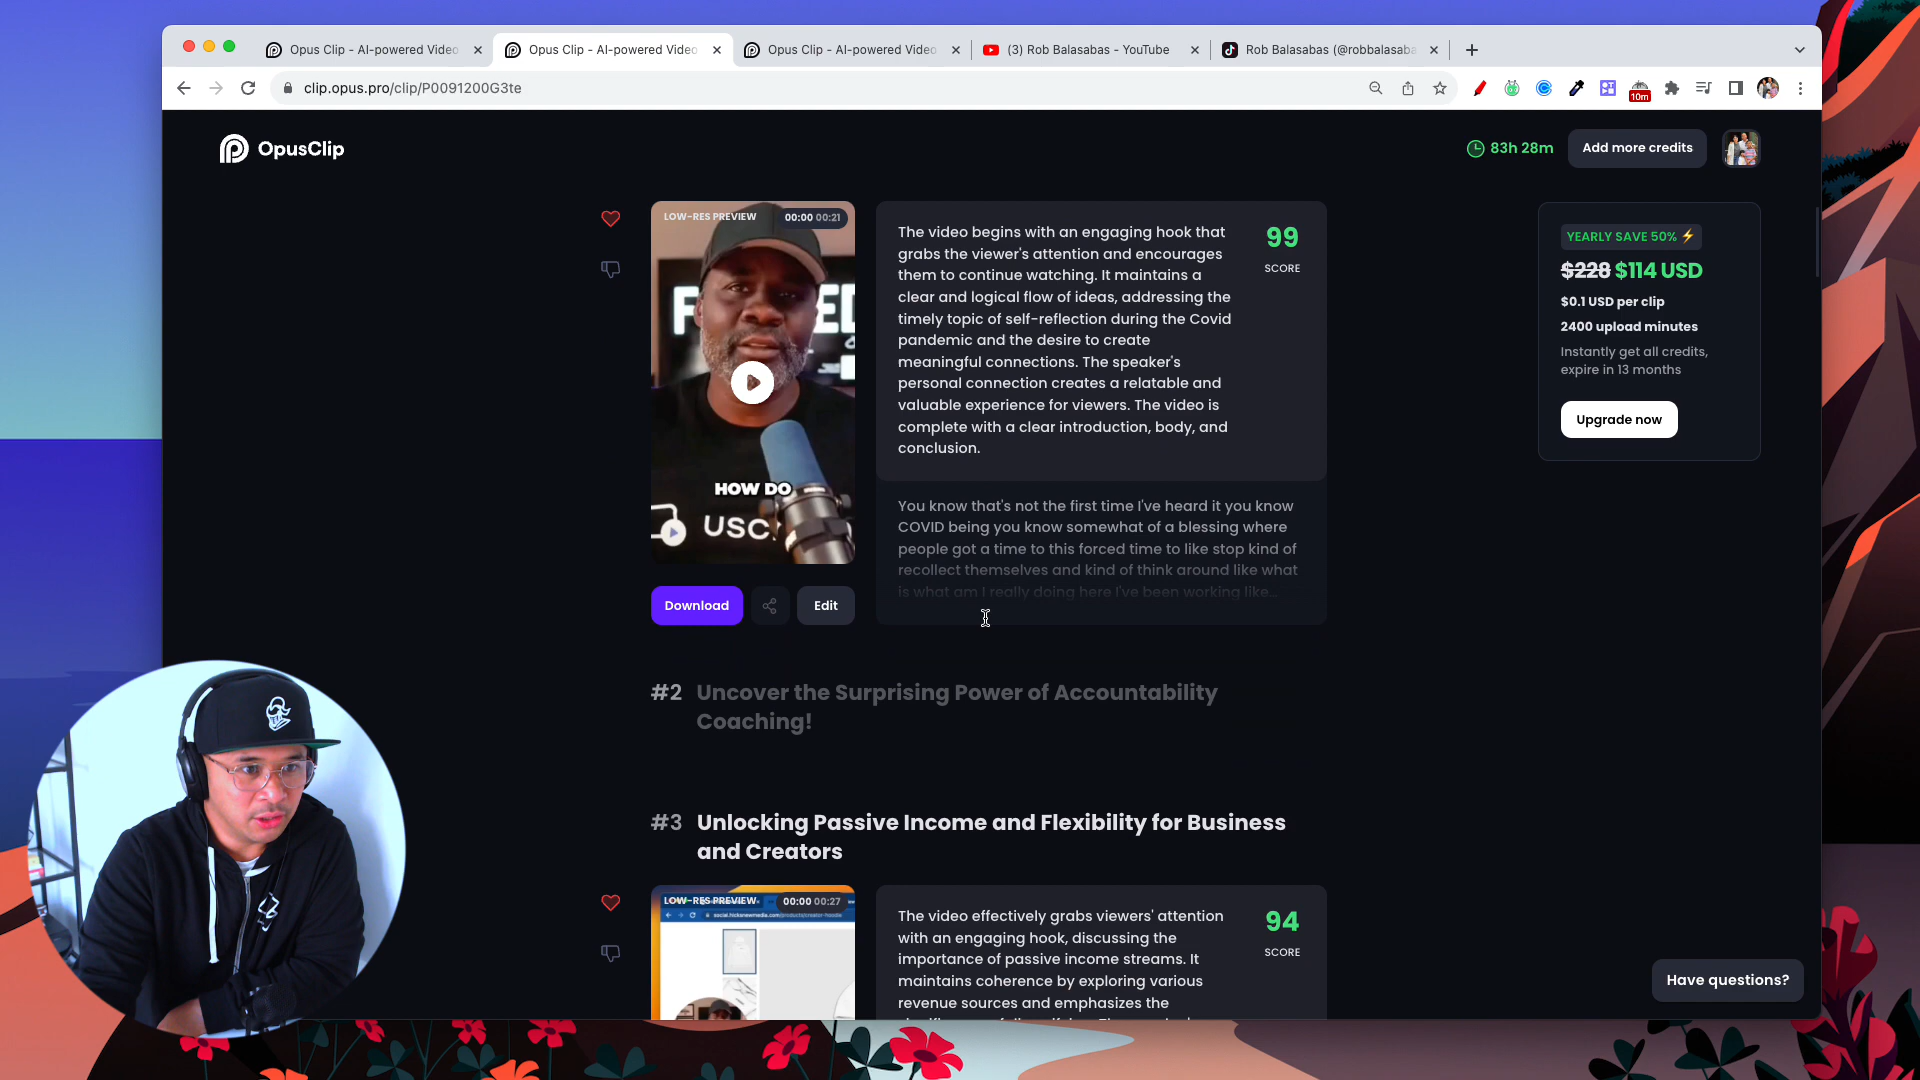 Opus Clip - AI-powered Video
Opus Clip - AI-powered Video
Opus Clip - AI-powered Video
(3) Rob Balasabas - YouTube
Rob Balasabas (@robbalasaba
clip.opus.pro/clip/P0091200G3te
10m
OpusClip
83h 28m
Add more credits
LOW-RES PREVIEW
00:00 00:21
HOW DO
USC
Download
Edit
The video begins with an engaging hook that
grabs the viewer's attention and encourages
them to continue watching. It maintains a
clear and logical flow of ideas, addressing the
timely topic of self-reflection during the Covid
pandemic and the desire to create
meaningful connections. The speaker's
personal connection creates a relatable and
valuable experience for viewers. The video is
complete with a clear introduction, body, and
conclusion.
99
SCORE
You know that's not the first time I've heard it you know
COVID being you know somewhat of a blessing where
people got a time to this forced time to like stop kind of
recollect themselves and kind of think around like what
is what am I really doing here I've been working like...
YEARLY SAVE 50% ⚡
$228 $114 USD
$0.1 USD per clip
2400 upload minutes
Instantly get all credits,
expire in 13 months
Upgrade now
#2 Uncover the Surprising Power of Accountability
Coaching!
#3 Unlocking Passive Income and Flexibility for Business
and Creators
LOW-RES PREVIEW
00:00 00:27
The video effectively grabs viewers' attention
with an engaging hook, discussing the
importance of passive income streams. It
maintains coherence by exploring various
revenue sources and emphasizes the
94
SCORE
Have questions?